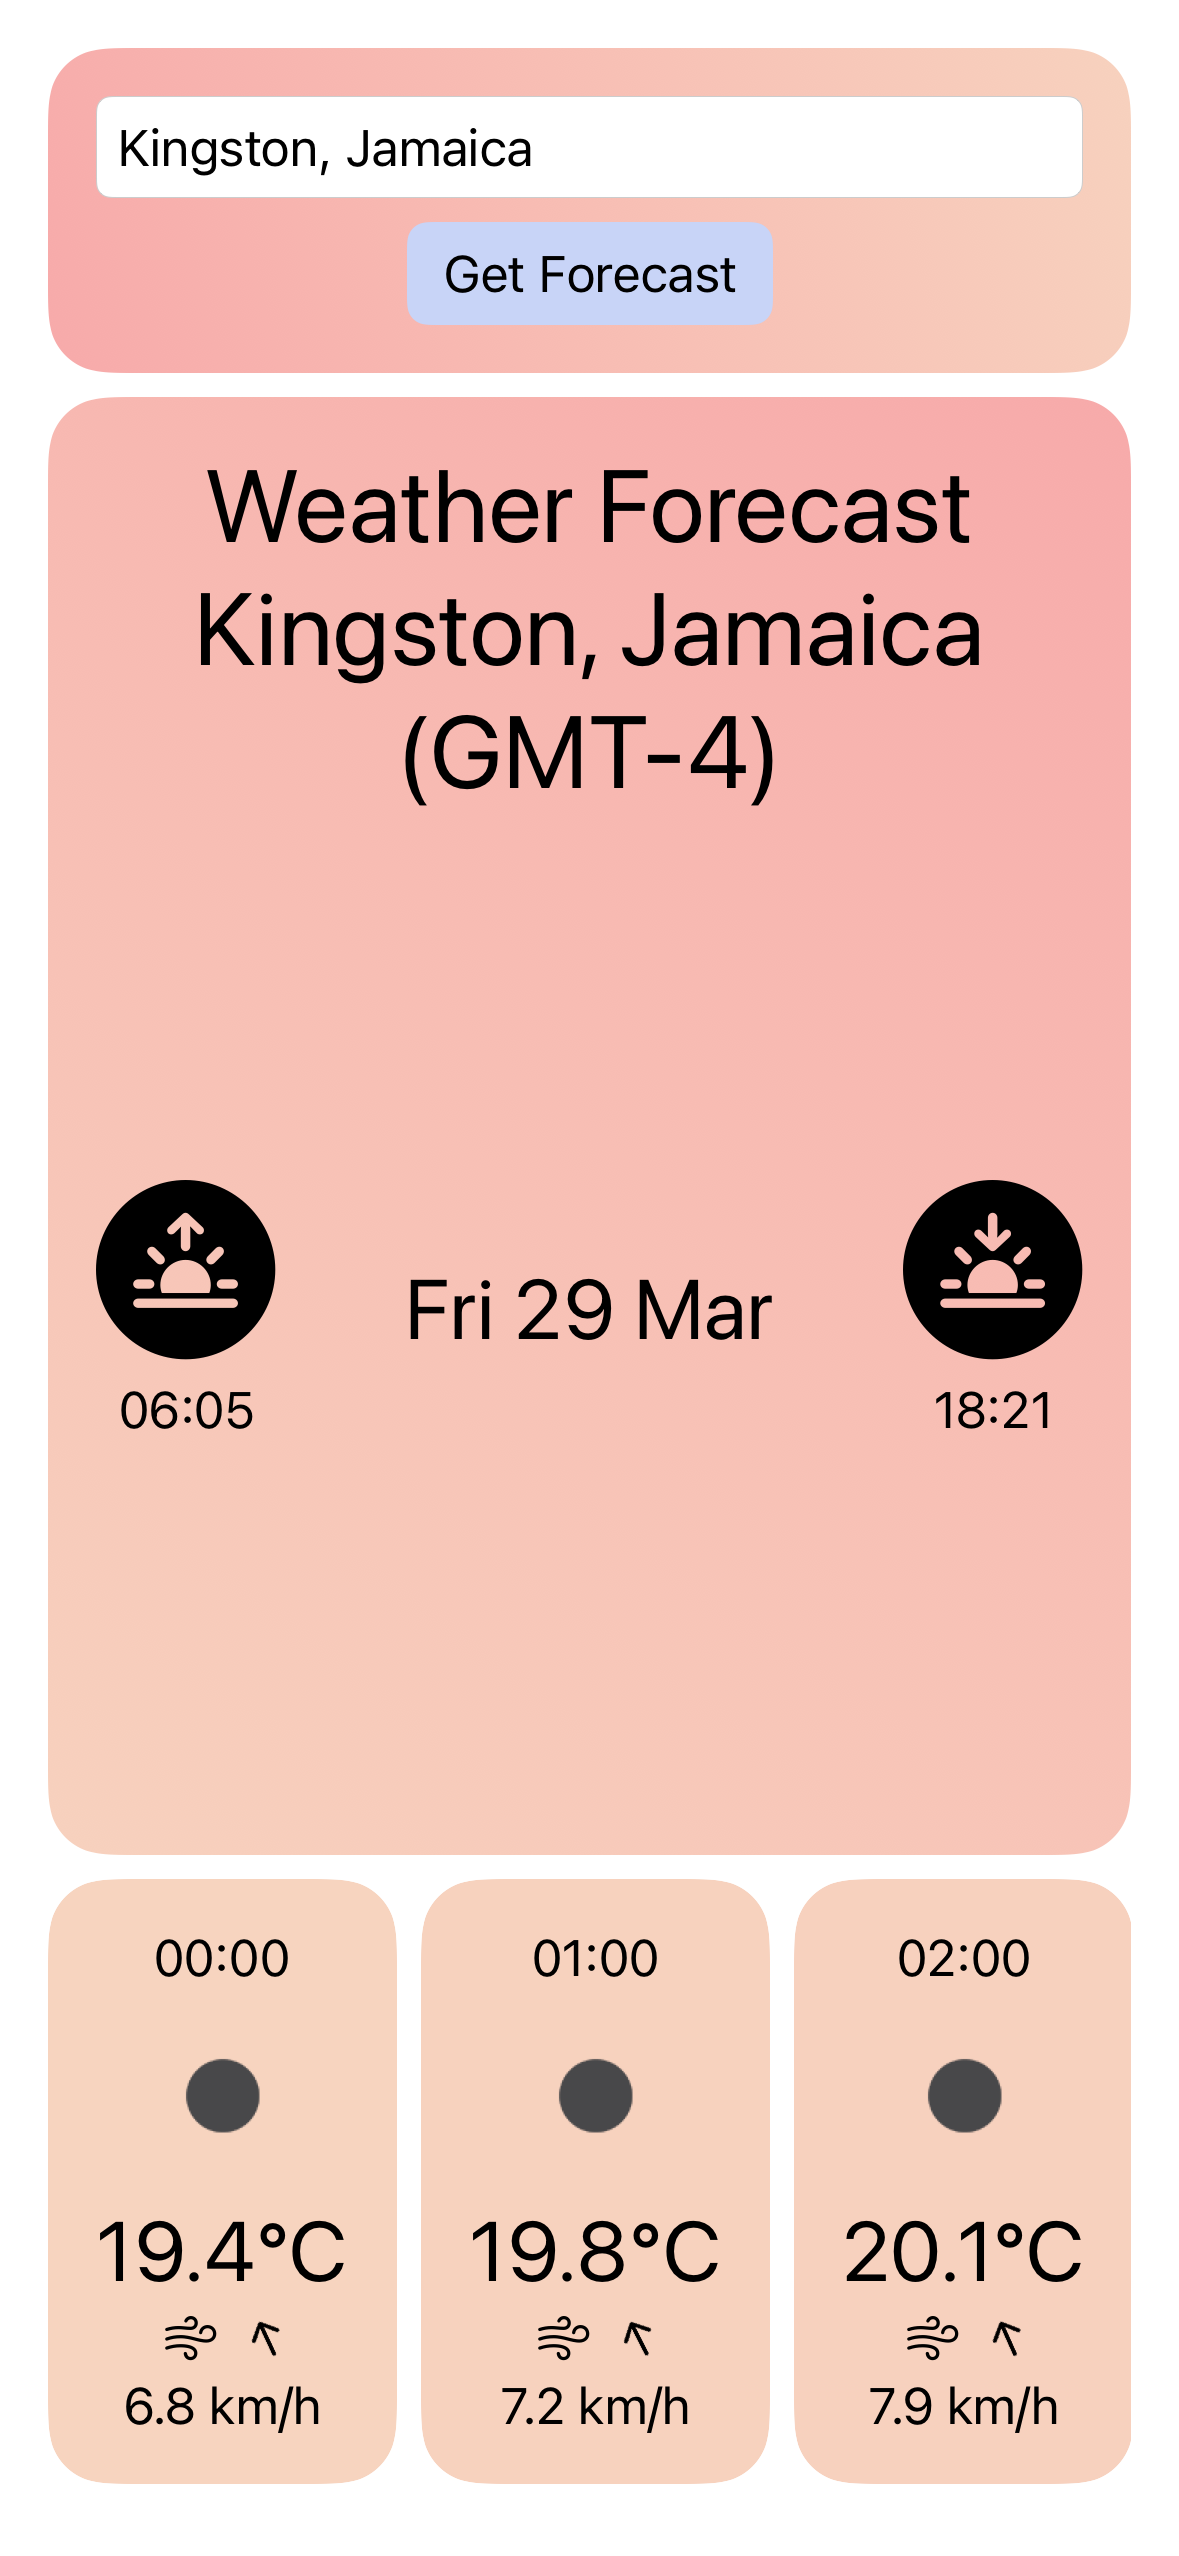 Kingston, Jamaica
Get Forecast
Weather Forecast
Kingston, Jamaica
(GMT-4)
Fri 29 Mar
06:05
18:21
00:00
19.4°C
6.8 km/h
01:00
19.8°C
7.2 km/h
02:00
20.1°C
7.9 km/h